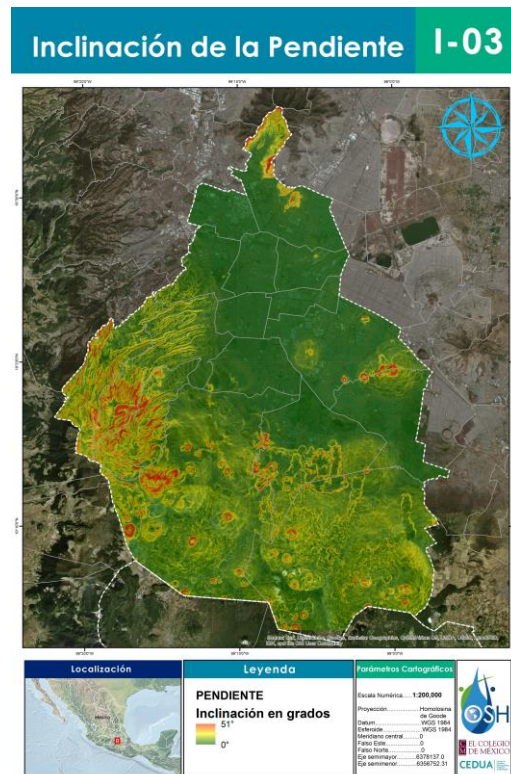 Inclinación de la Pendiente
I-03
Localización
México
Leyenda
PENDIENTE
Inclinación en grados
51°
0°
Parámetros Cartográficos
Escala Numérica......1:200,000
Proyección..............Homolosina
de Goode
Datum....................WGS 1984
Esferoide................WGS 1984
Meridiano central....0
Falso Este...............0
Falso Norte.............0
Eje semimayor........6378137.0
Eje semimenor........6356752.31
OSH
EL COLEGIO
DE MÉXICO
CEDUA